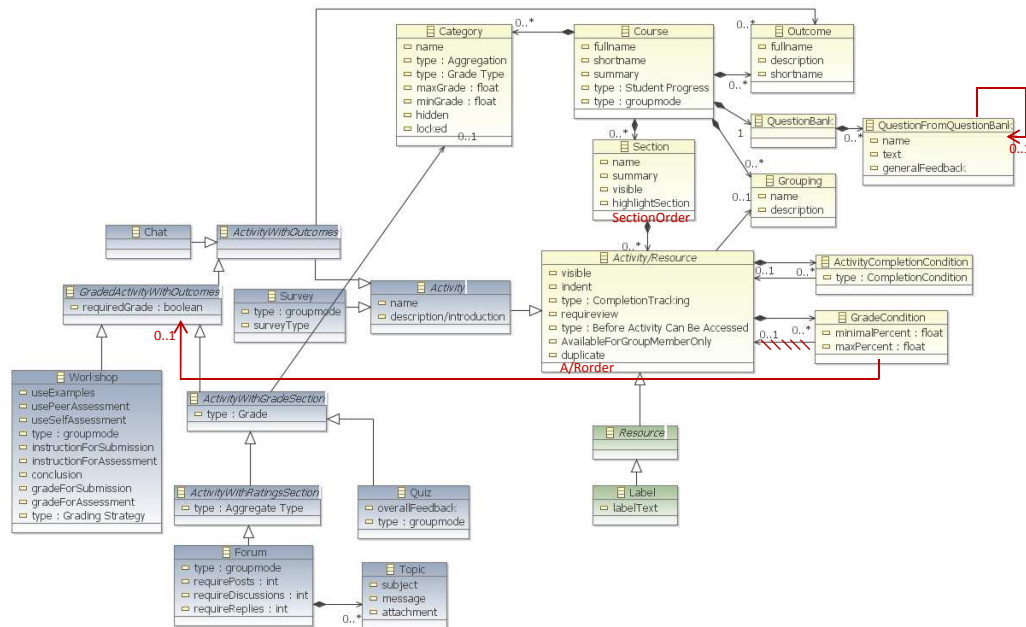 Category
name
type : Aggregation
type : Grade Type
maxGrade : float
minGrade : float
hidden
locked
0..1
0..*
Course
fullname
shortname
summary
type : Student Progress
type : groupmode
0..*
Outcome
fullname
description
shortname
0..*
QuestionBank
1
0..*
QuestionFromQuestionBank
name
text
generalFeedback
0..1
0..*
Section
name
summary
visible
highlightSection
SectionOrder
0..*
0..*
Grouping
name
description
0..1
Chat
ActivityWithOutcomes
GradedActivityWithOutcomes
requiredGrade : boolean
0..1
Survey
type : groupmode
surveyType
Activity
name
description/introduction
Activity/Resource
visible
indent
type : CompletionTracking
requireview
type : Before Activity Can Be Accessed
AvailableForGroupMemberOnly
duplicate
A/Rorder
ActivityCompletionCondition
type : CompletionCondition
0..1
0..*
GradeCondition
minimalPercent : float
maxPercent : float
0..1
0..*
Workshop
useExamples
usePeerAssessment
useSelfAssessment
type : groupmode
instructionForSubmission
instructionForAssessment
conclusion
gradeForSubmission
gradeForAssessment
type : Grading Strategy
ActivityWithGradeSection
type : Grade
Resource
Label
labelText
ActivityWithRatingsSection
type : Aggregate Type
Quiz
overallFeedback
type : groupmode
Forum
type : groupmode
requirePosts : int
requireDiscussions : int
requireReplies : int
Topic
subject
message
attachment
0..*